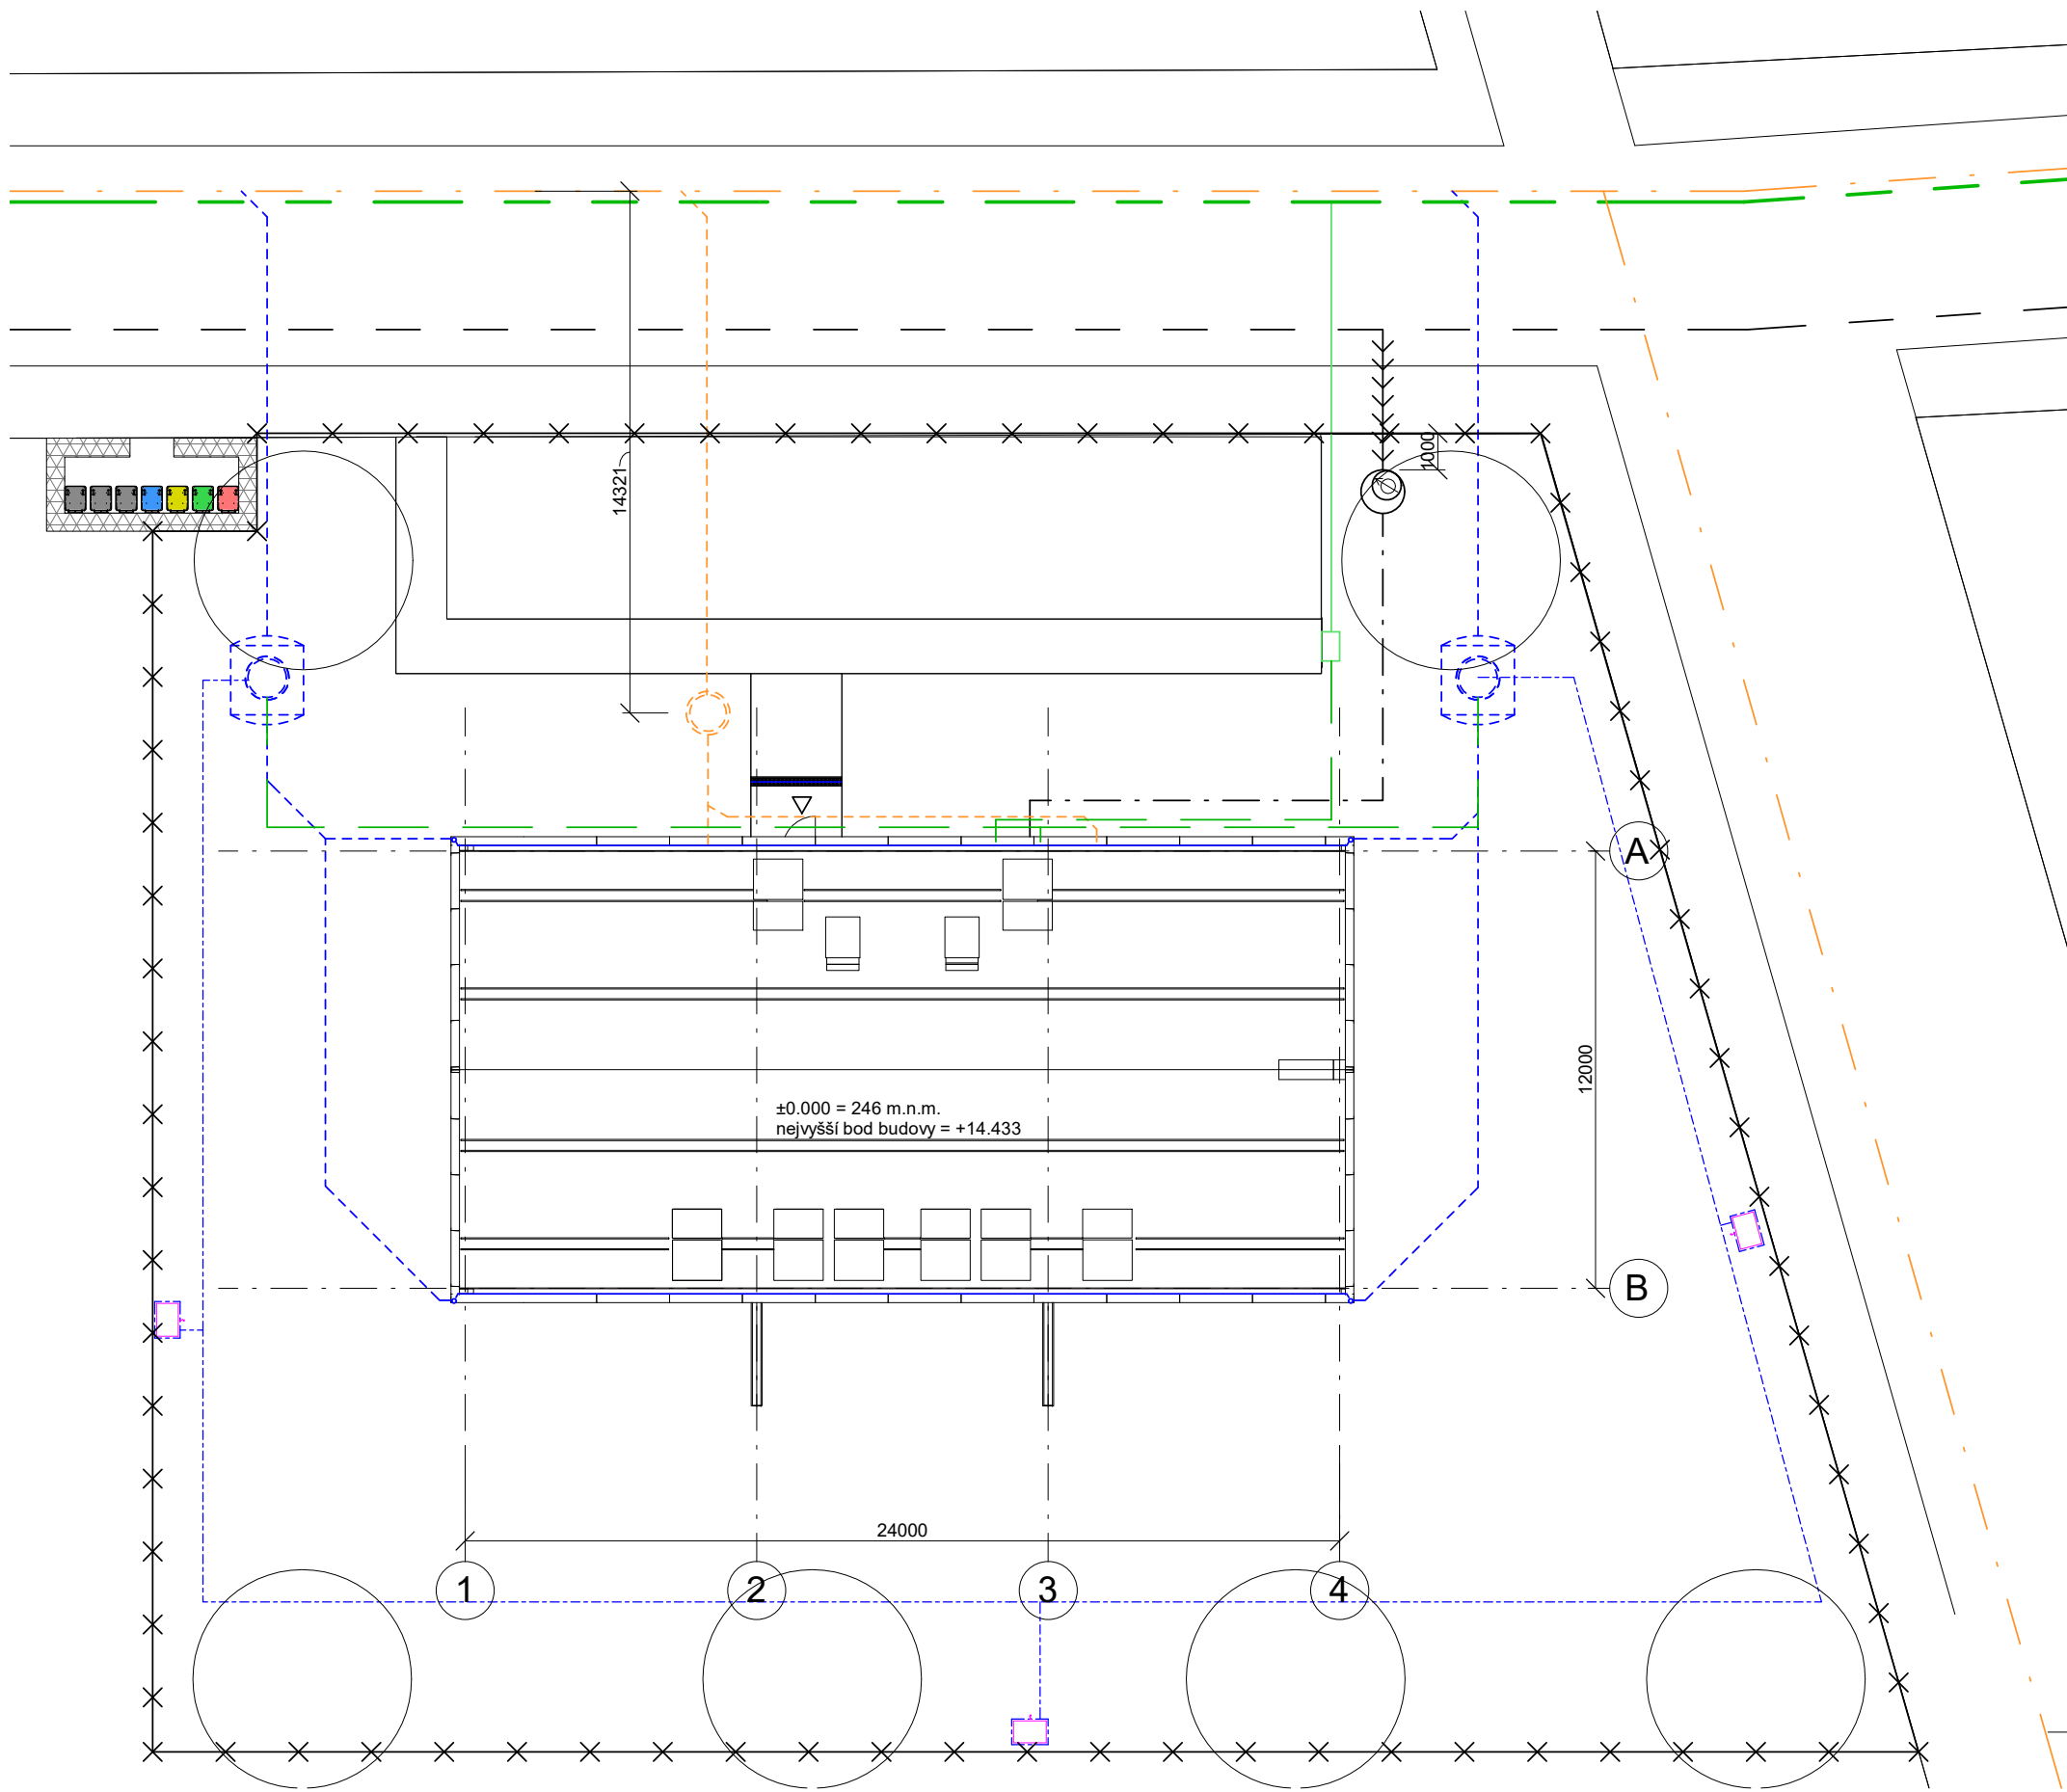 1000
14321
A
12000
±0.000 = 246 m.n.m.
nejvyšší bod budovy = +14.433
B
24000
1
2
3
4